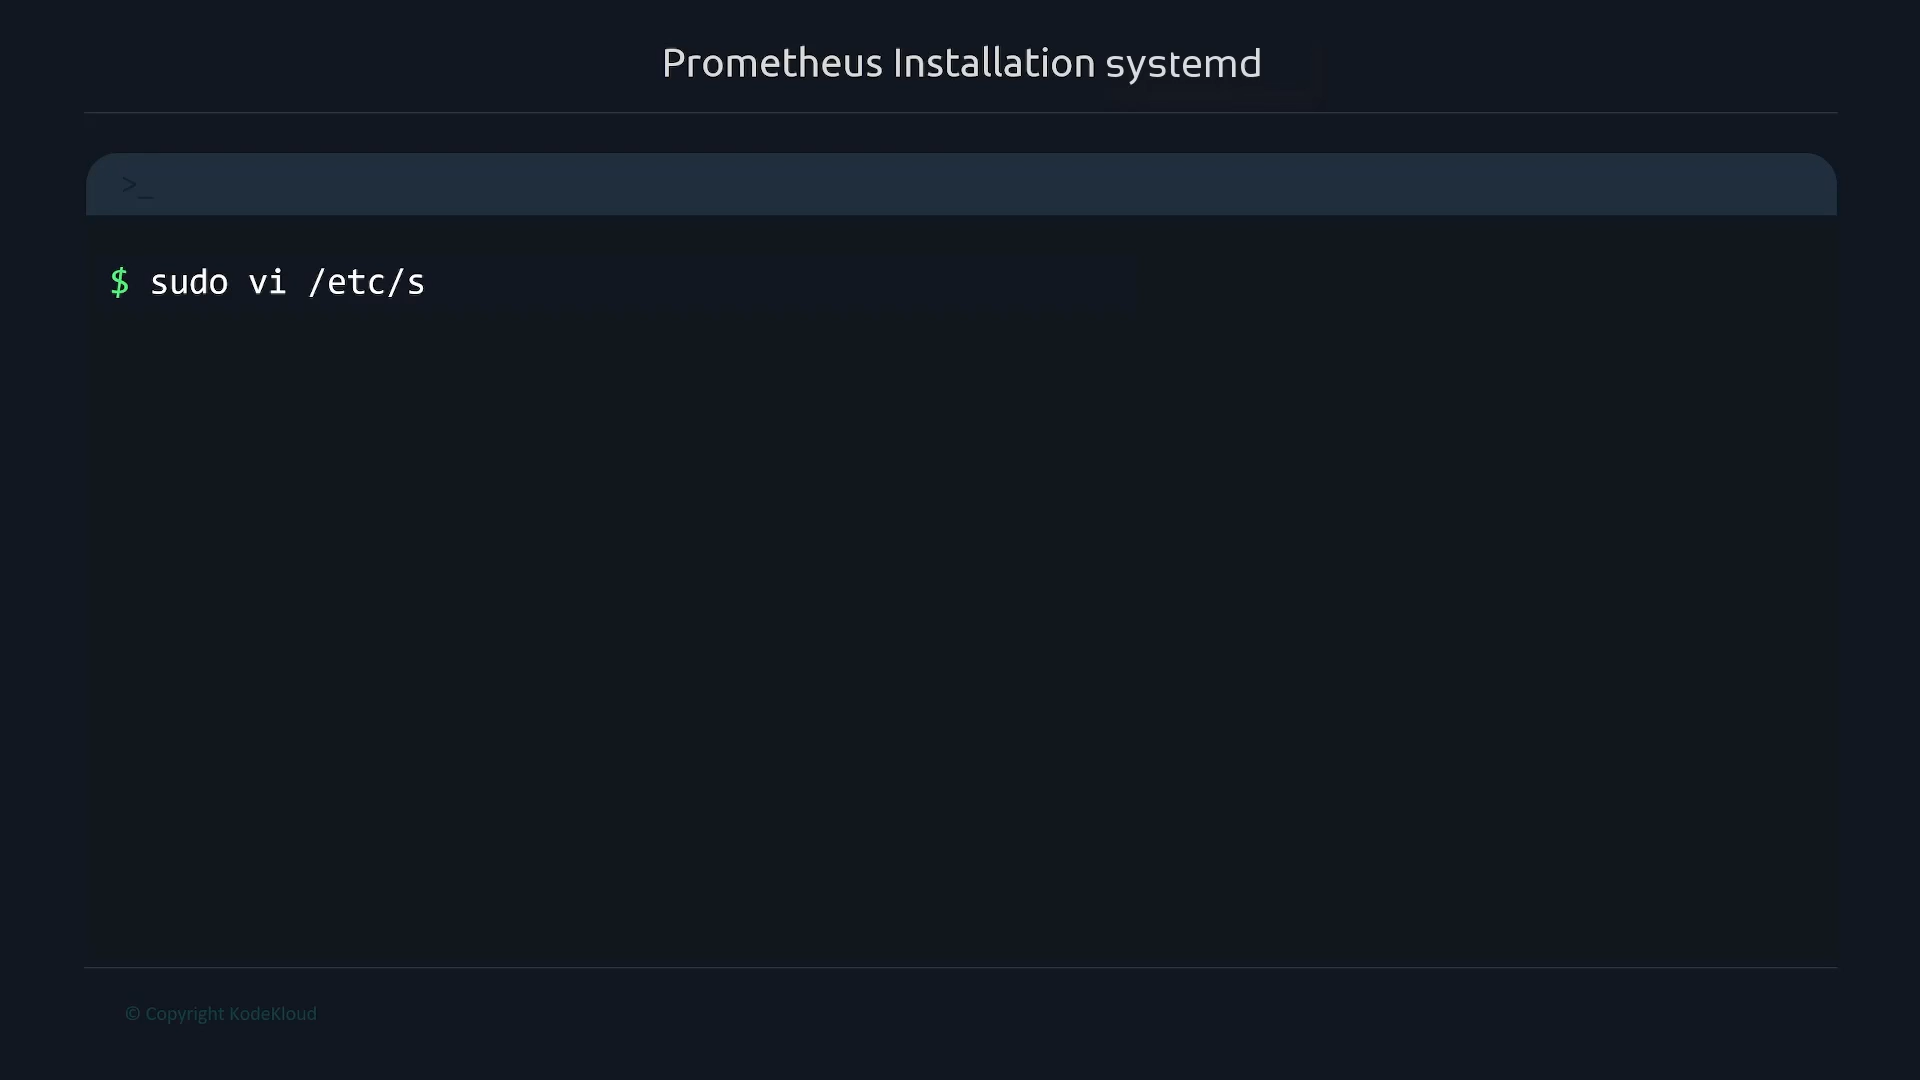 Prometheus Installation systemd
>_
$ sudo vi /etc/s
© Copyright KodeKloud